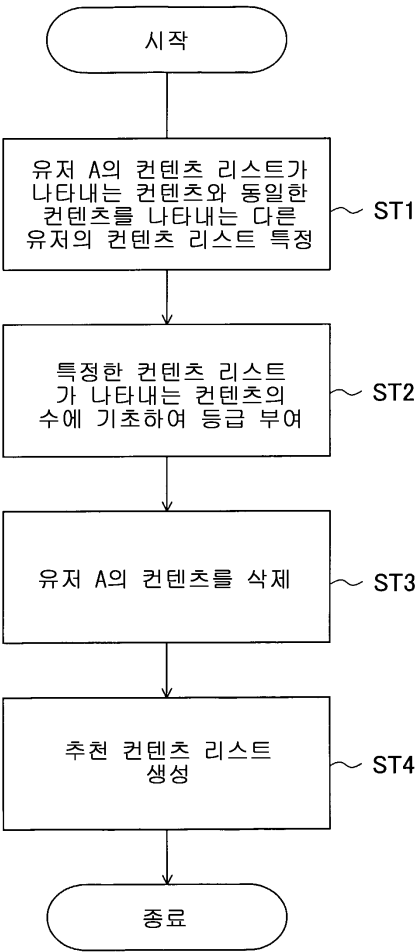 시작
유저 A의 컨텐츠 리스트가
나타내는 컨텐츠와 동일한
컨텐츠를 나타내는 다른
유저의 컨텐츠 리스트 특정
ST1
특정한 컨텐츠 리스트
가 나타내는 컨텐츠의
수에 기초하여 등급 부여
ST2
유저 A의 컨텐츠를 삭제
ST3
추천 컨텐츠 리스트
생성
ST4
종료